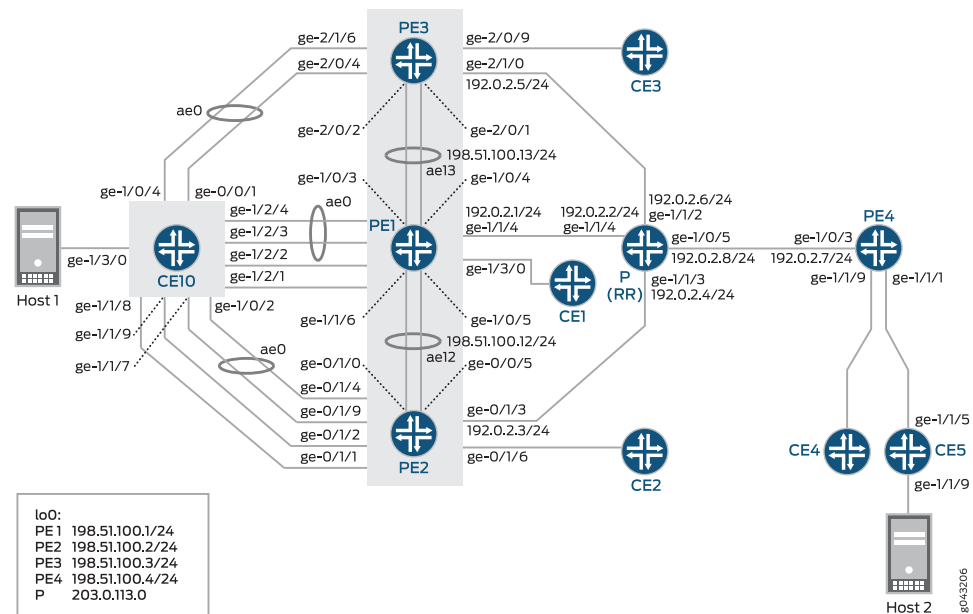 PE3
ge-2/1/6
ge-2/0/9
ge-2/0/4
ge-2/1/0
192.0.2.5/24
CE3
ae0
ge-2/0/2
ge-2/0/1
198.51.100.13/24
ae13
ge-1/0/3
ge-1/0/4
ge-1/0/4
ge-0/0/1
ae0
192.0.2.6/24
ge-1/1/2
ge-1/2/4
PE1
192.0.2.1/24
192.0.2.2/24
ge-1/1/4
ge-1/1/4
ge-1/2/3
ge-1/0/5
ge-1/0/3
PE4
ge-1/2/2
192.0.2.8/24
192.0.2.7/24
ge-1/3/0
CE10
ge-1/3/0
P
(RR)
ge-1/1/3
192.0.2.4/24
ge-1/1/9
ge-1/1/1
ge-1/2/1
Host 1
ge-1/1/8
ge-1/0/2
CE1
ge-1/1/6
ge-1/0/5
ge-1/1/9
198.51.100.12/24
ae12
ge-1/1/7
ae0
ge-0/1/0
ge-0/0/5
ge-0/1/4
ge-0/1/9
ge-0/1/3
192.0.2.3/24
ge-0/1/2
ge-0/1/1
PE2
ge-0/1/6
CE2
ge-1/1/5
CE4
CE5
ge-1/1/9
Host 2
lo0:
PE1 198.51.100.1/24
PE2 198.51.100.2/24
PE3 198.51.100.3/24
PE4 198.51.100.4/24
P 203.0.113.0
g043206